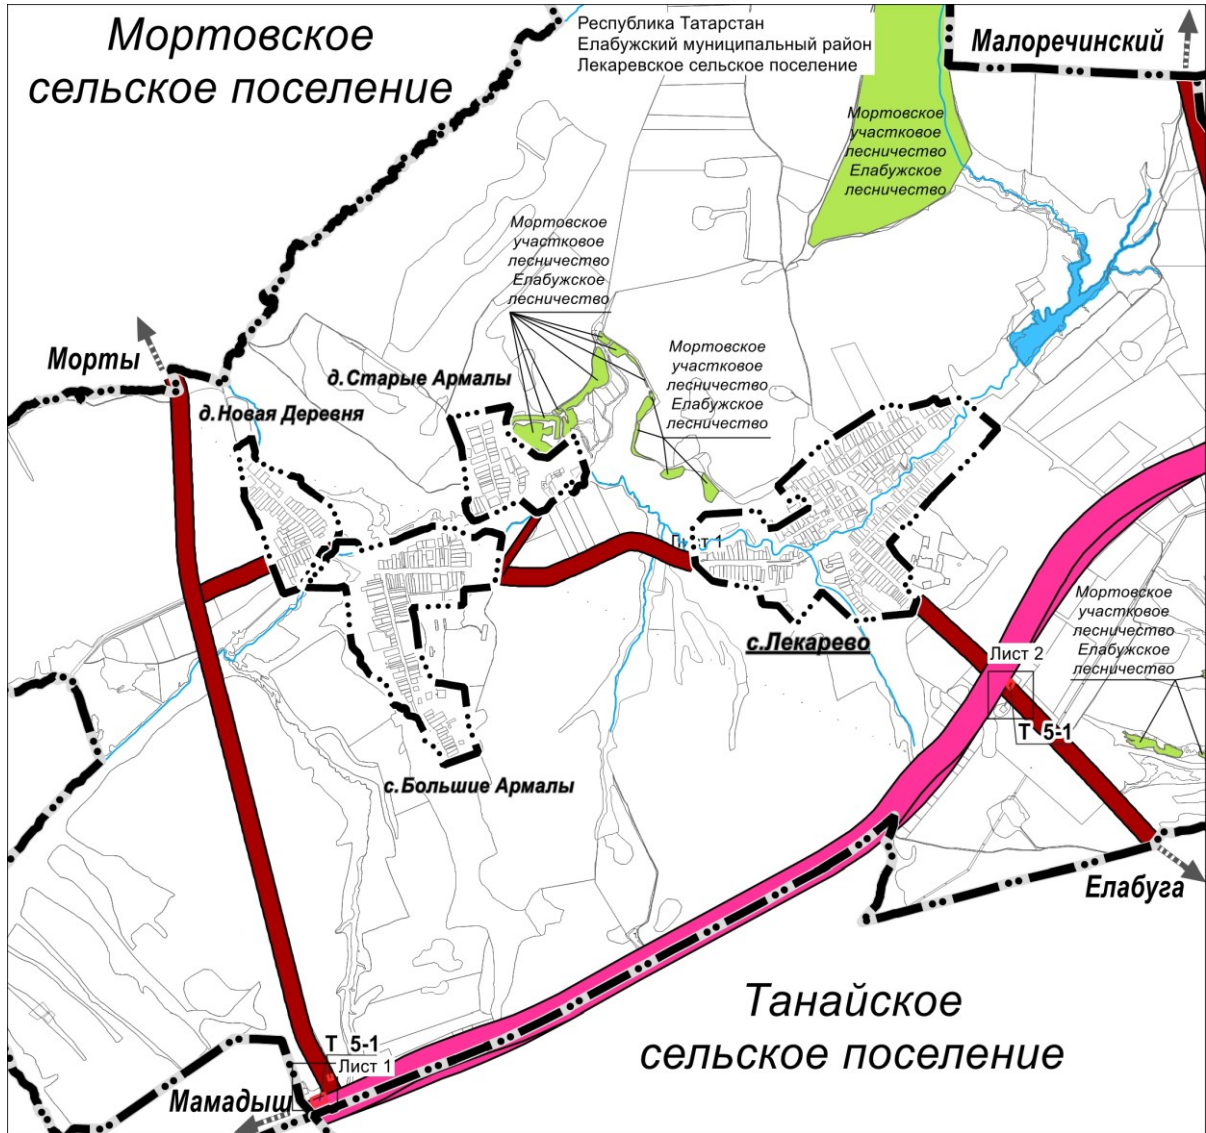 Мортовское
сельское поселение
Республика Татарстан
Елабужский муниципальный район
Лекаревское сельское поселение
Малореченский
Мортовское
участковое
лесничество
Елабужское
лесничество
Мортовское
участковое
лесничество
Елабужское
лесничество
Морты
д.Старые Армалы
д.Новая Деревня
Мортовское
участковое
лесничество
Елабужское
лесничество
Лист 1
с.Лекарево
Мортовское
участковое
лесничество
Елабужское
лесничество
Лист 2
Т 5-1
с.Большие Армалы
Елабуга
Танайское
сельское поселение
Т 5-1
Лист 1
Мамадыш